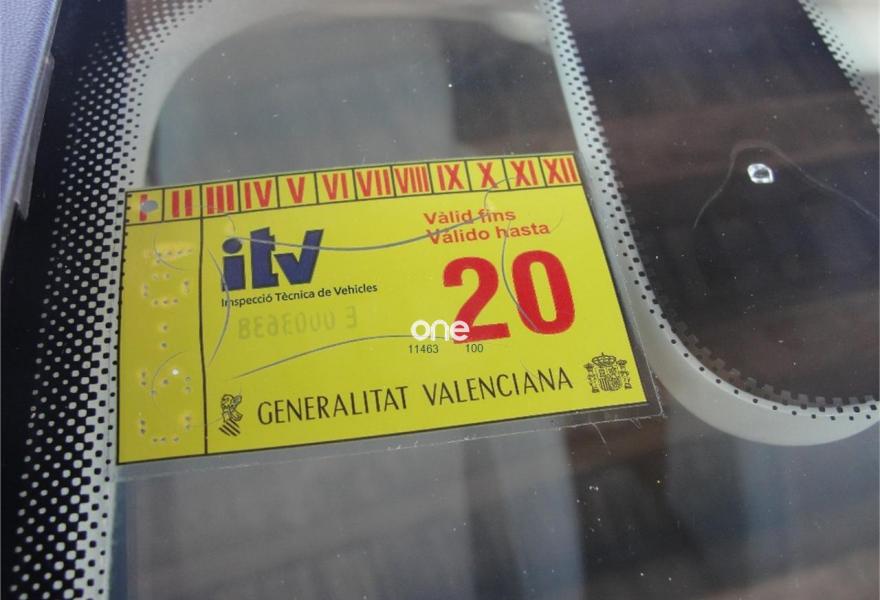 I II III IV V VI VII VIII IX X XI XII
Vàlid fins
Válido hasta
itv
20
Inspecció Tècnica de Vehicles
one
11463 100
GENERALITAT VALENCIANA